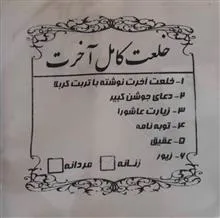 خلعت کامل آخرت
۱- خلعت آخرت نوشته با تربت کربلا
۲- دعای جوشن کبیر
۳- زیارت عاشورا
۴- توبه نامه
۵- عقیق
۶- زیور
زنانه مردانه